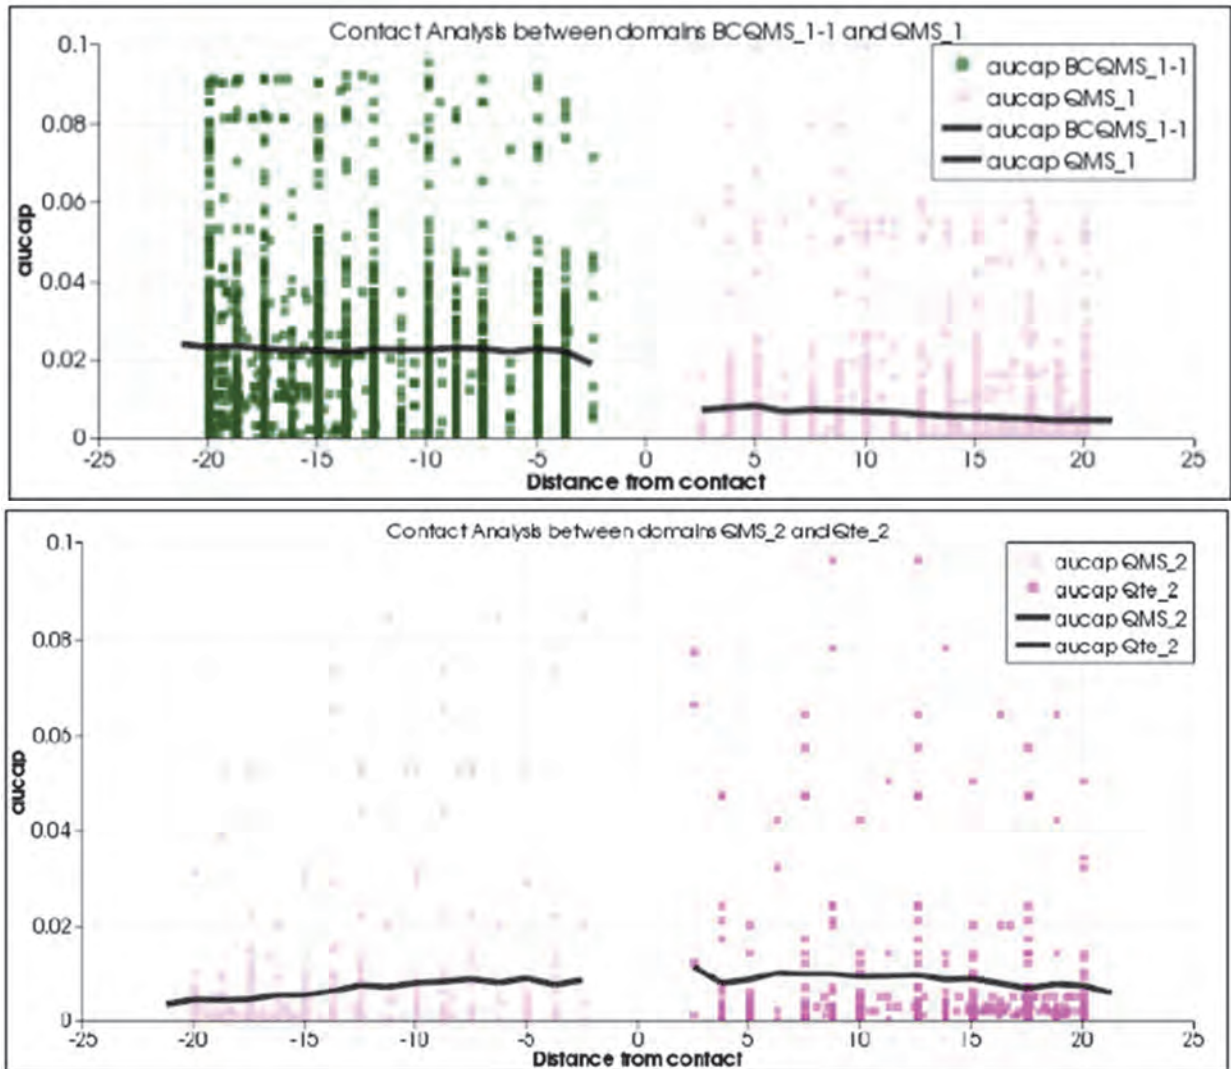 Contact Analysis between domains BCQMS_1-1 and QMS_1
0.1
0.08
0.06
0.04
0.02
0
aucap
aucap BCQMS_1-1
aucap QMS_1
aucap BCQMS_1-1
aucap QMS_1
-25 -20 -15 -10 -5 0 5 10 15 20 25
Distance from contact
Contact Analysis between domains QMS_2 and Qte_2
0.1
0.08
0.06
0.04
0.02
0
aucap
aucap QMS_2
aucap Qte_2
aucap QMS_2
aucap Qte_2
-25 -20 -15 -10 -5 0 5 10 15 20 25
Distance from contact